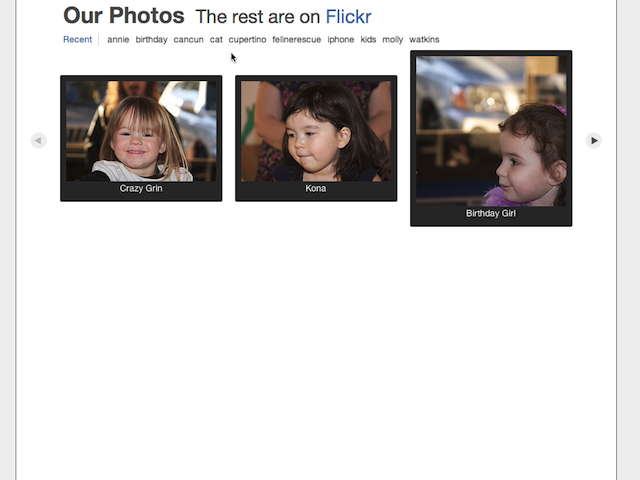 Our Photos The rest are on Flickr
Recent annie birthday cancun cat cupertino felinerescue iphone kids molly watkins
Crazy Grin
Kona
Birthday Girl